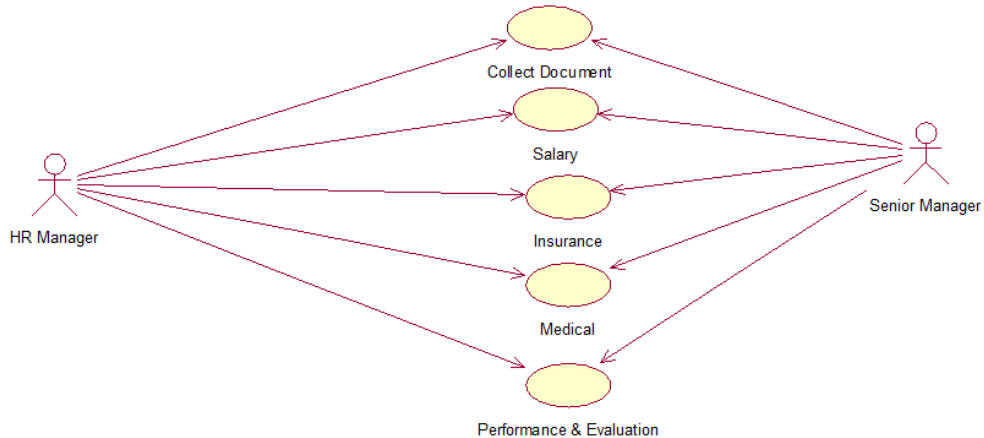 Collect Document
Salary
HR Manager
Senior Manager
Insurance
Medical
Performance & Evaluation